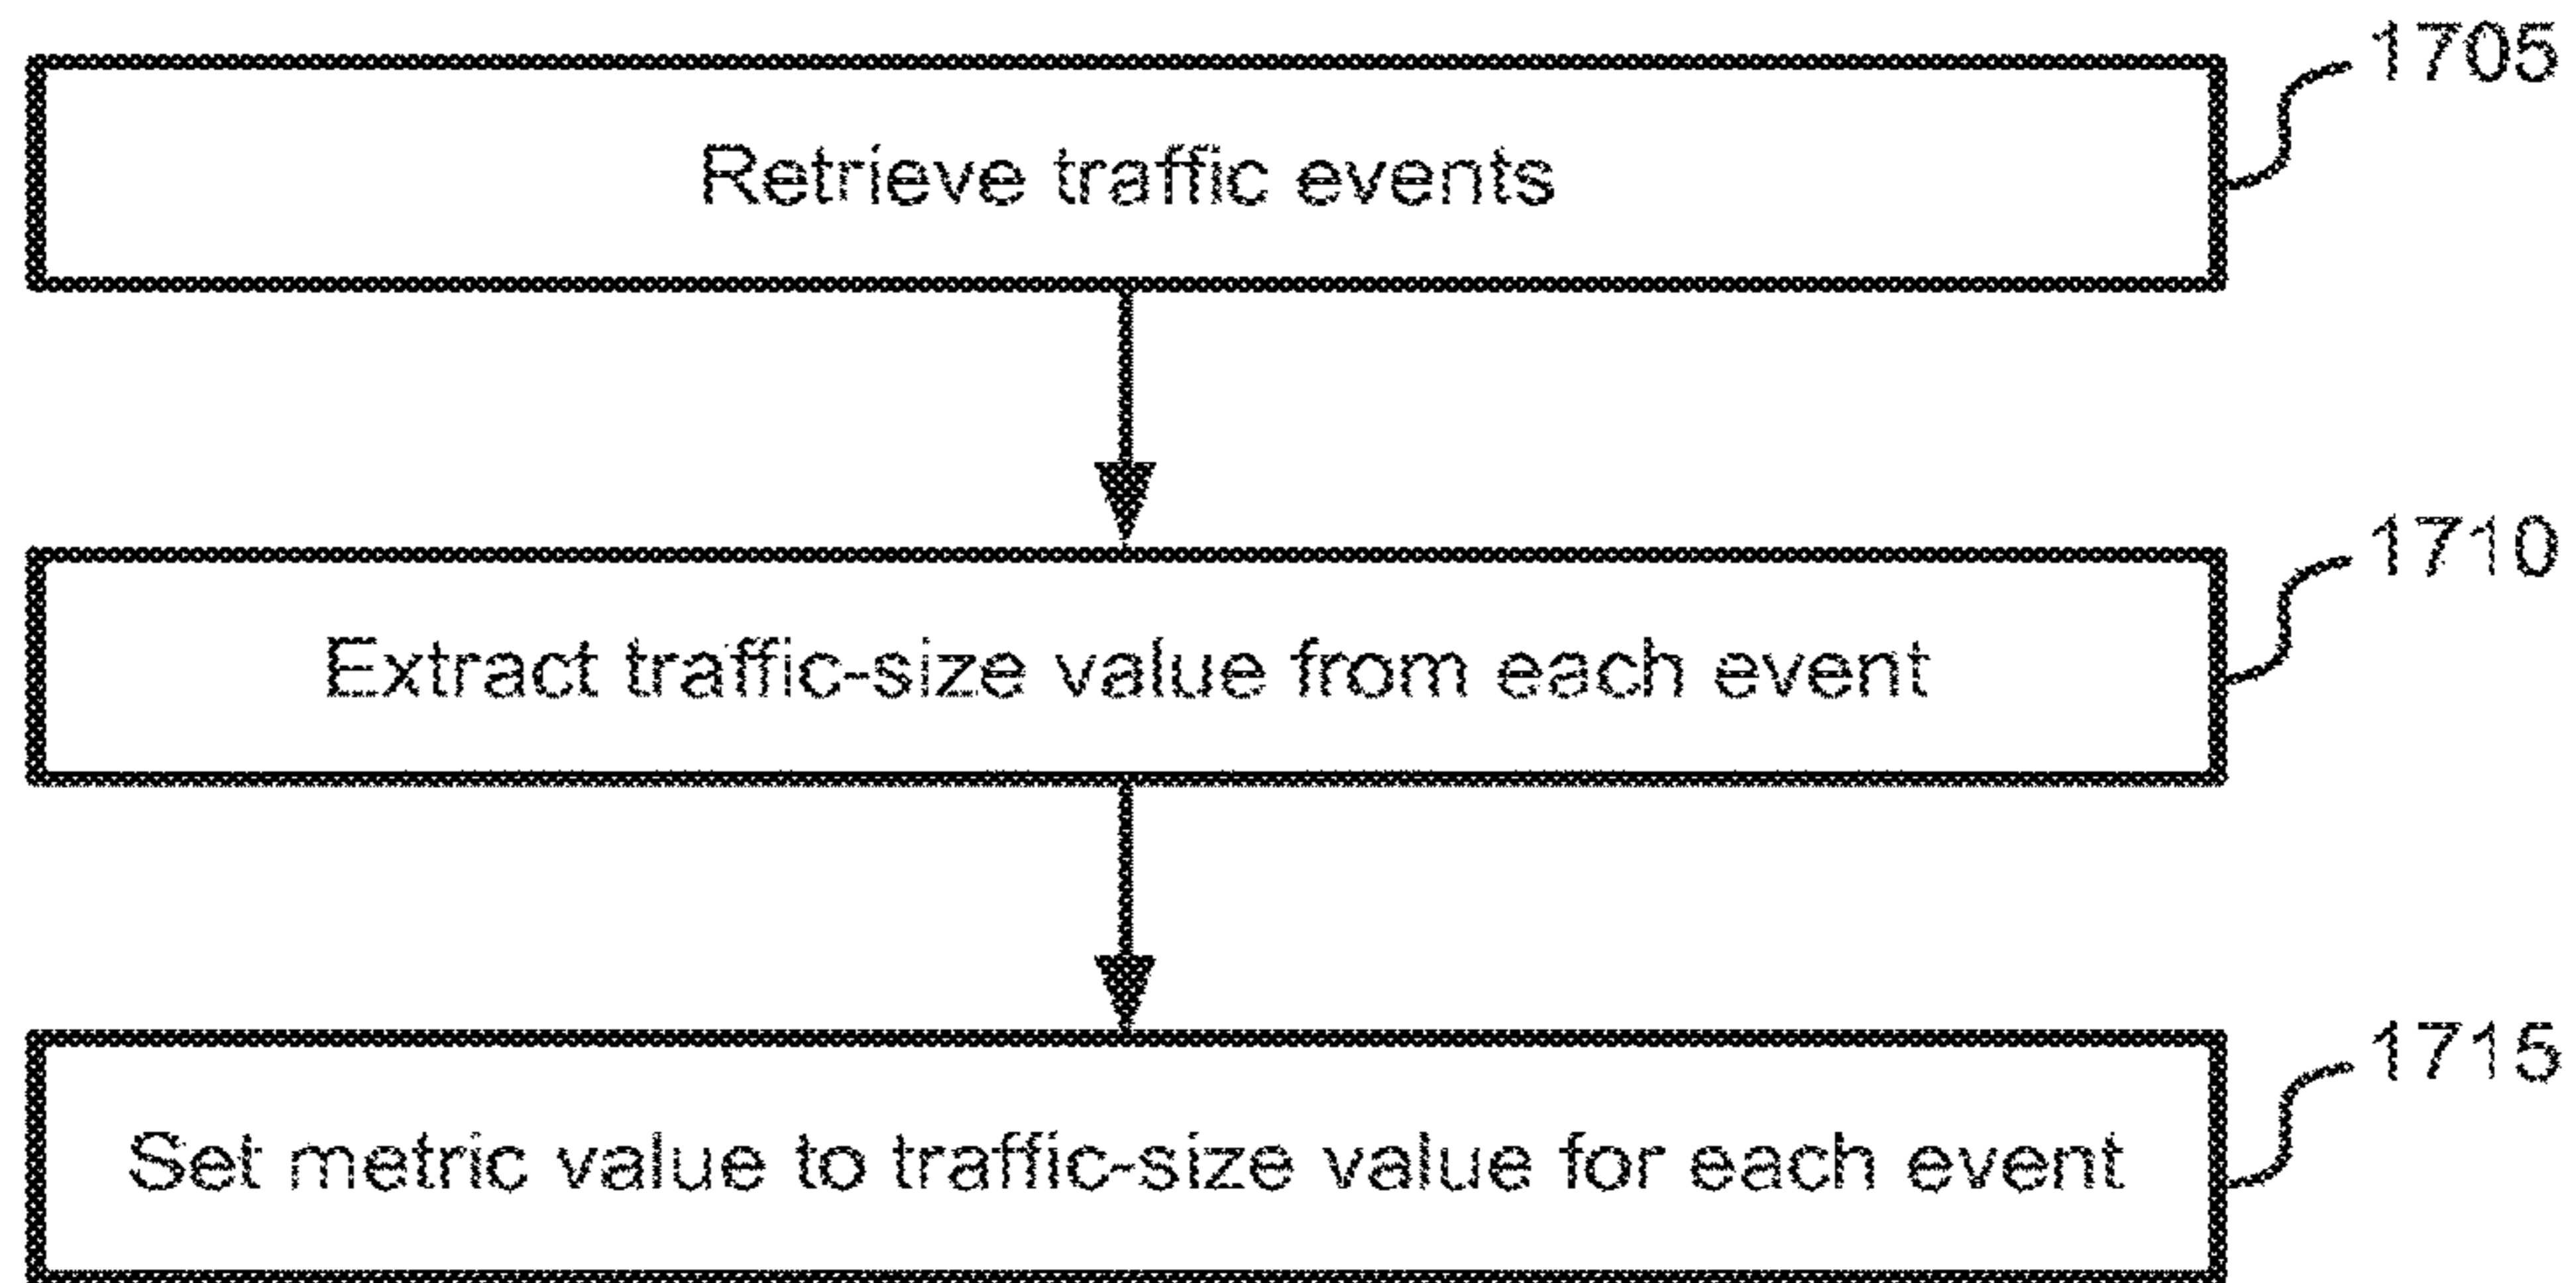 1705
Retrieve traffic events
1710
Extract traffic-size value from each event
1715
Set metric value to traffic-size value for each event